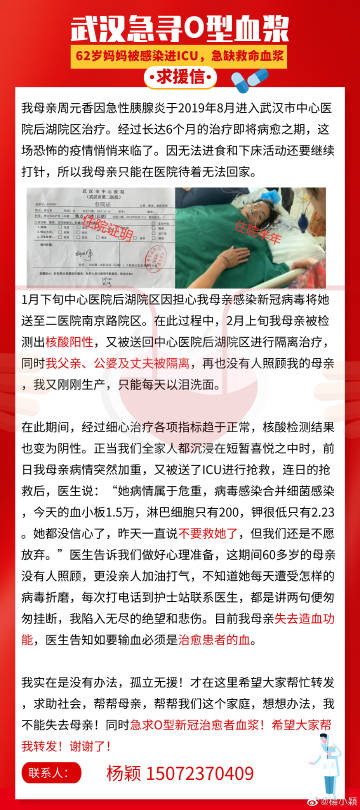 武汉急寻O型血浆
62岁妈妈被感染进ICU，急缺救命血浆
·求援信·
我母亲周元香因急性胰腺炎于2019年8月进入武汉市中心医
院后湖院区治疗。经过长达6个月的治疗即将病愈之期，这
场恐怖的疫情悄悄来临了。因无法进食和下床活动还要继续
打针，所以我母亲只能在医院待着无法回家。
住院证明
住院半年
1月下旬中心医院后湖院区因担心我母亲感染新冠病毒将她
送至二医院南京路院区。在此过程中，2月上旬我母亲被检
测出核酸阳性，又被送回中心医院后湖院区进行隔离治疗，
同时我父亲、公婆及丈夫被隔离，再也没有人照顾我的母亲
，我又刚刚生产，只能每天以泪洗面。
在此期间，经过细心治疗各项指标趋于正常，核酸检测结果
也变为阴性。正当我们全家人都沉浸在短暂喜悦之中时，前
日我母亲病情突然加重，又被送了ICU进行抢救，连日的抢
救后，医生说：“她病情属于危重，病毒感染合并细菌感染
，今天的血小板1.5万，淋巴细胞只有200，钾很低只有2.23
。她都没信心了，昨天一直说不要救她了，但我们还是不愿
放弃。”医生告诉我们做好心理准备，这期间60多岁的母亲
没有人照顾，更没亲人加油打气，不知道她每天遭受怎样的
病毒折磨，每次打电话到护士站联系医生，都是讲两句便匆
匆挂断，我陷入无尽的绝望和悲伤。目前我母亲失去造血功
能，医生告知如要输血必须是治愈患者的血。
我实在是没有办法，孤立无援！才在这里希望大家帮忙转发
，求助社会，帮帮母亲，帮帮我们这个家庭，想想办法，我
不能失去母亲！同时急求O型新冠治愈者血浆！希望大家帮
我转发！谢谢了！
联系人：
杨颖 15072370409
@榴小颖